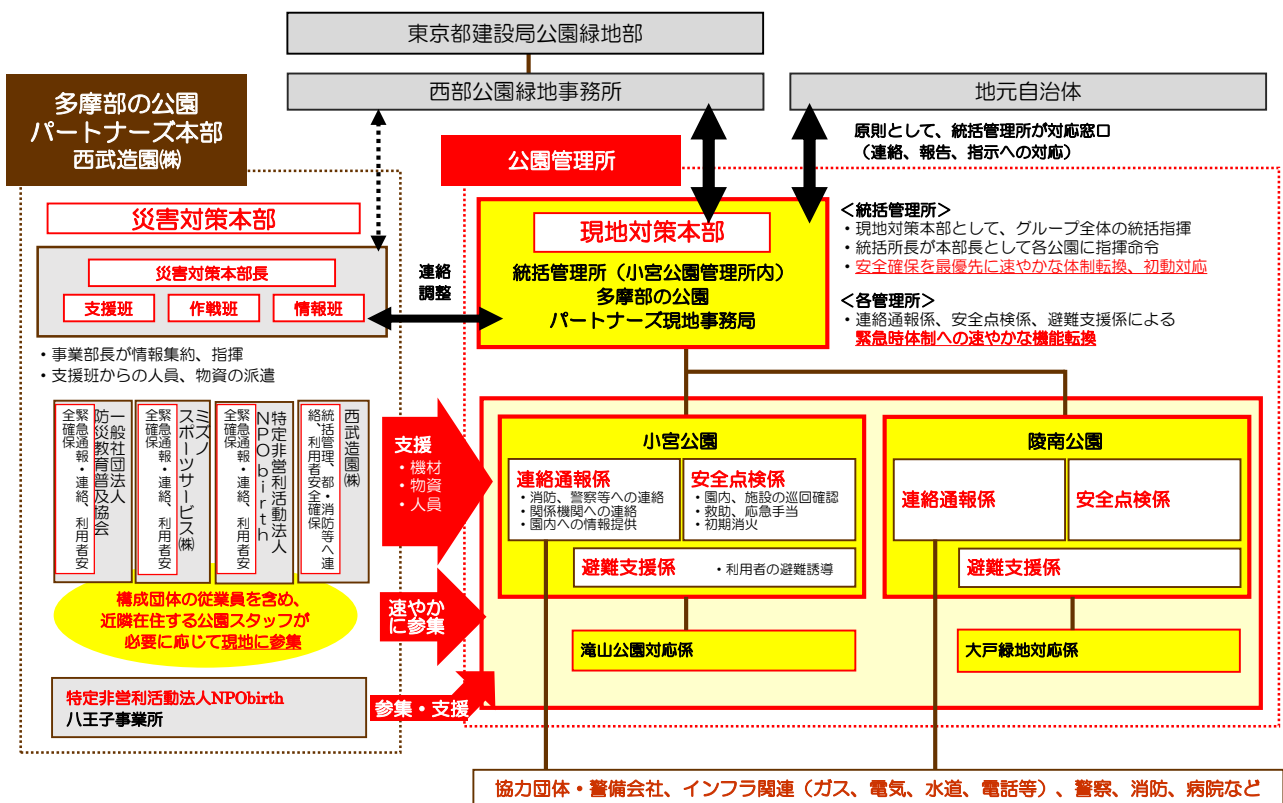 東京都建設局公園緑地部
西部公園緑地事務所
地元自治体
多摩部の公園
パートナーズ本部
西武造園㈱
原則として、統括管理所が対応窓口
（連絡、報告、指示への対応）
公園管理所
災害対策本部
災害対策本部長
支援班
作戦班
情報班
・事業部長が情報集約、指揮
・支援班からの人員、物資の派遣
連絡
調整
現地対策本部
統括管理所（小宮公園管理所内）
多摩部の公園
パートナーズ現地事務局
＜統括管理所＞
・現地対策本部として、グループ全体の統括指揮
・統括所長が本部長として各公園に指揮命令
・安全確保を最優先に速やかな体制転換、初動対応
＜各管理所＞
・連絡通報係、安全点検係、避難支援係による
緊急時体制への速やかな機能転換
一般社団法人
防災教育普及協会
緊急通報・連絡、利用者安
全確保
ミズノ
スポーツサービス㈱
緊急通報・連絡、利用者安
全確保
特定非営利活動法人
NPObirth
緊急通報・連絡、利用者安
全確保
西武造園㈱
統括管理、都・消防等へ連
絡、利用者安全確保
構成団体の従業員を含め、
近隣在住する公園スタッフが
必要に応じて現地に参集
特定非営利活動法人NPObirth
八王子事業所
支援
・機材
・物資
・人員
速やか
に参集
参集・支援
小宮公園
連絡通報係
・消防、警察等への連絡
・関係機関への連絡
・園内への情報提供
安全点検係
・園内、施設の巡回確認
・救助、応急手当
・初期消火
避難支援係
・利用者の避難誘導
滝山公園対応係
陵南公園
連絡通報係
安全点検係
避難支援係
大戸緑地対応係
協力団体・警備会社、インフラ関連（ガス、電気、水道、電話等）、警察、消防、病院など